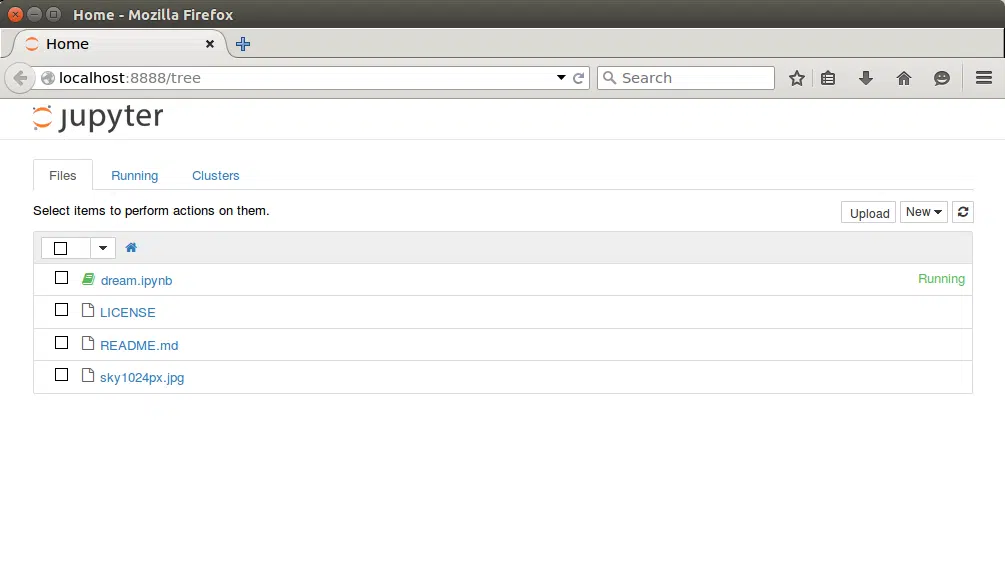 Home - Mozilla Firefox
Home
localhost:8888/tree
Search
jupyter
Files Running Clusters
Select items to perform actions on them.
Upload New
dream.ipynb Running
LICENSE
README.md
sky1024px.jpg